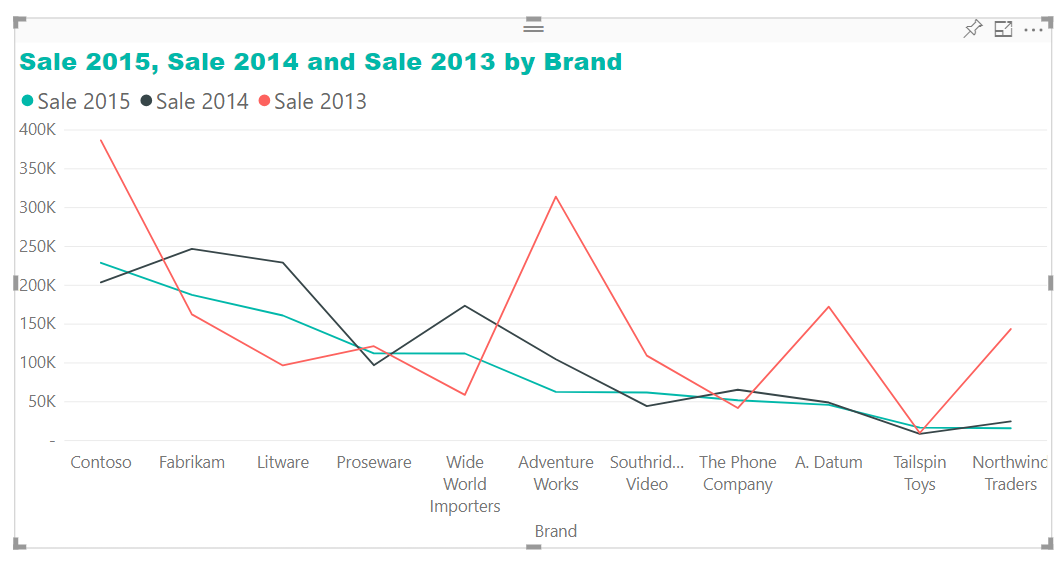 Sale 2015, Sale 2014 and Sale 2013 by Brand
Sale 2015 Sale 2014 Sale 2013
400K
350K
300K
250K
200K
150K
100K
50K
-
Contoso Fabrikam Litware Proseware Wide Adventure Southrid... The Phone A. Datum Tailspin Northwind
World Works Video Company Toys Traders
Importers
Brand